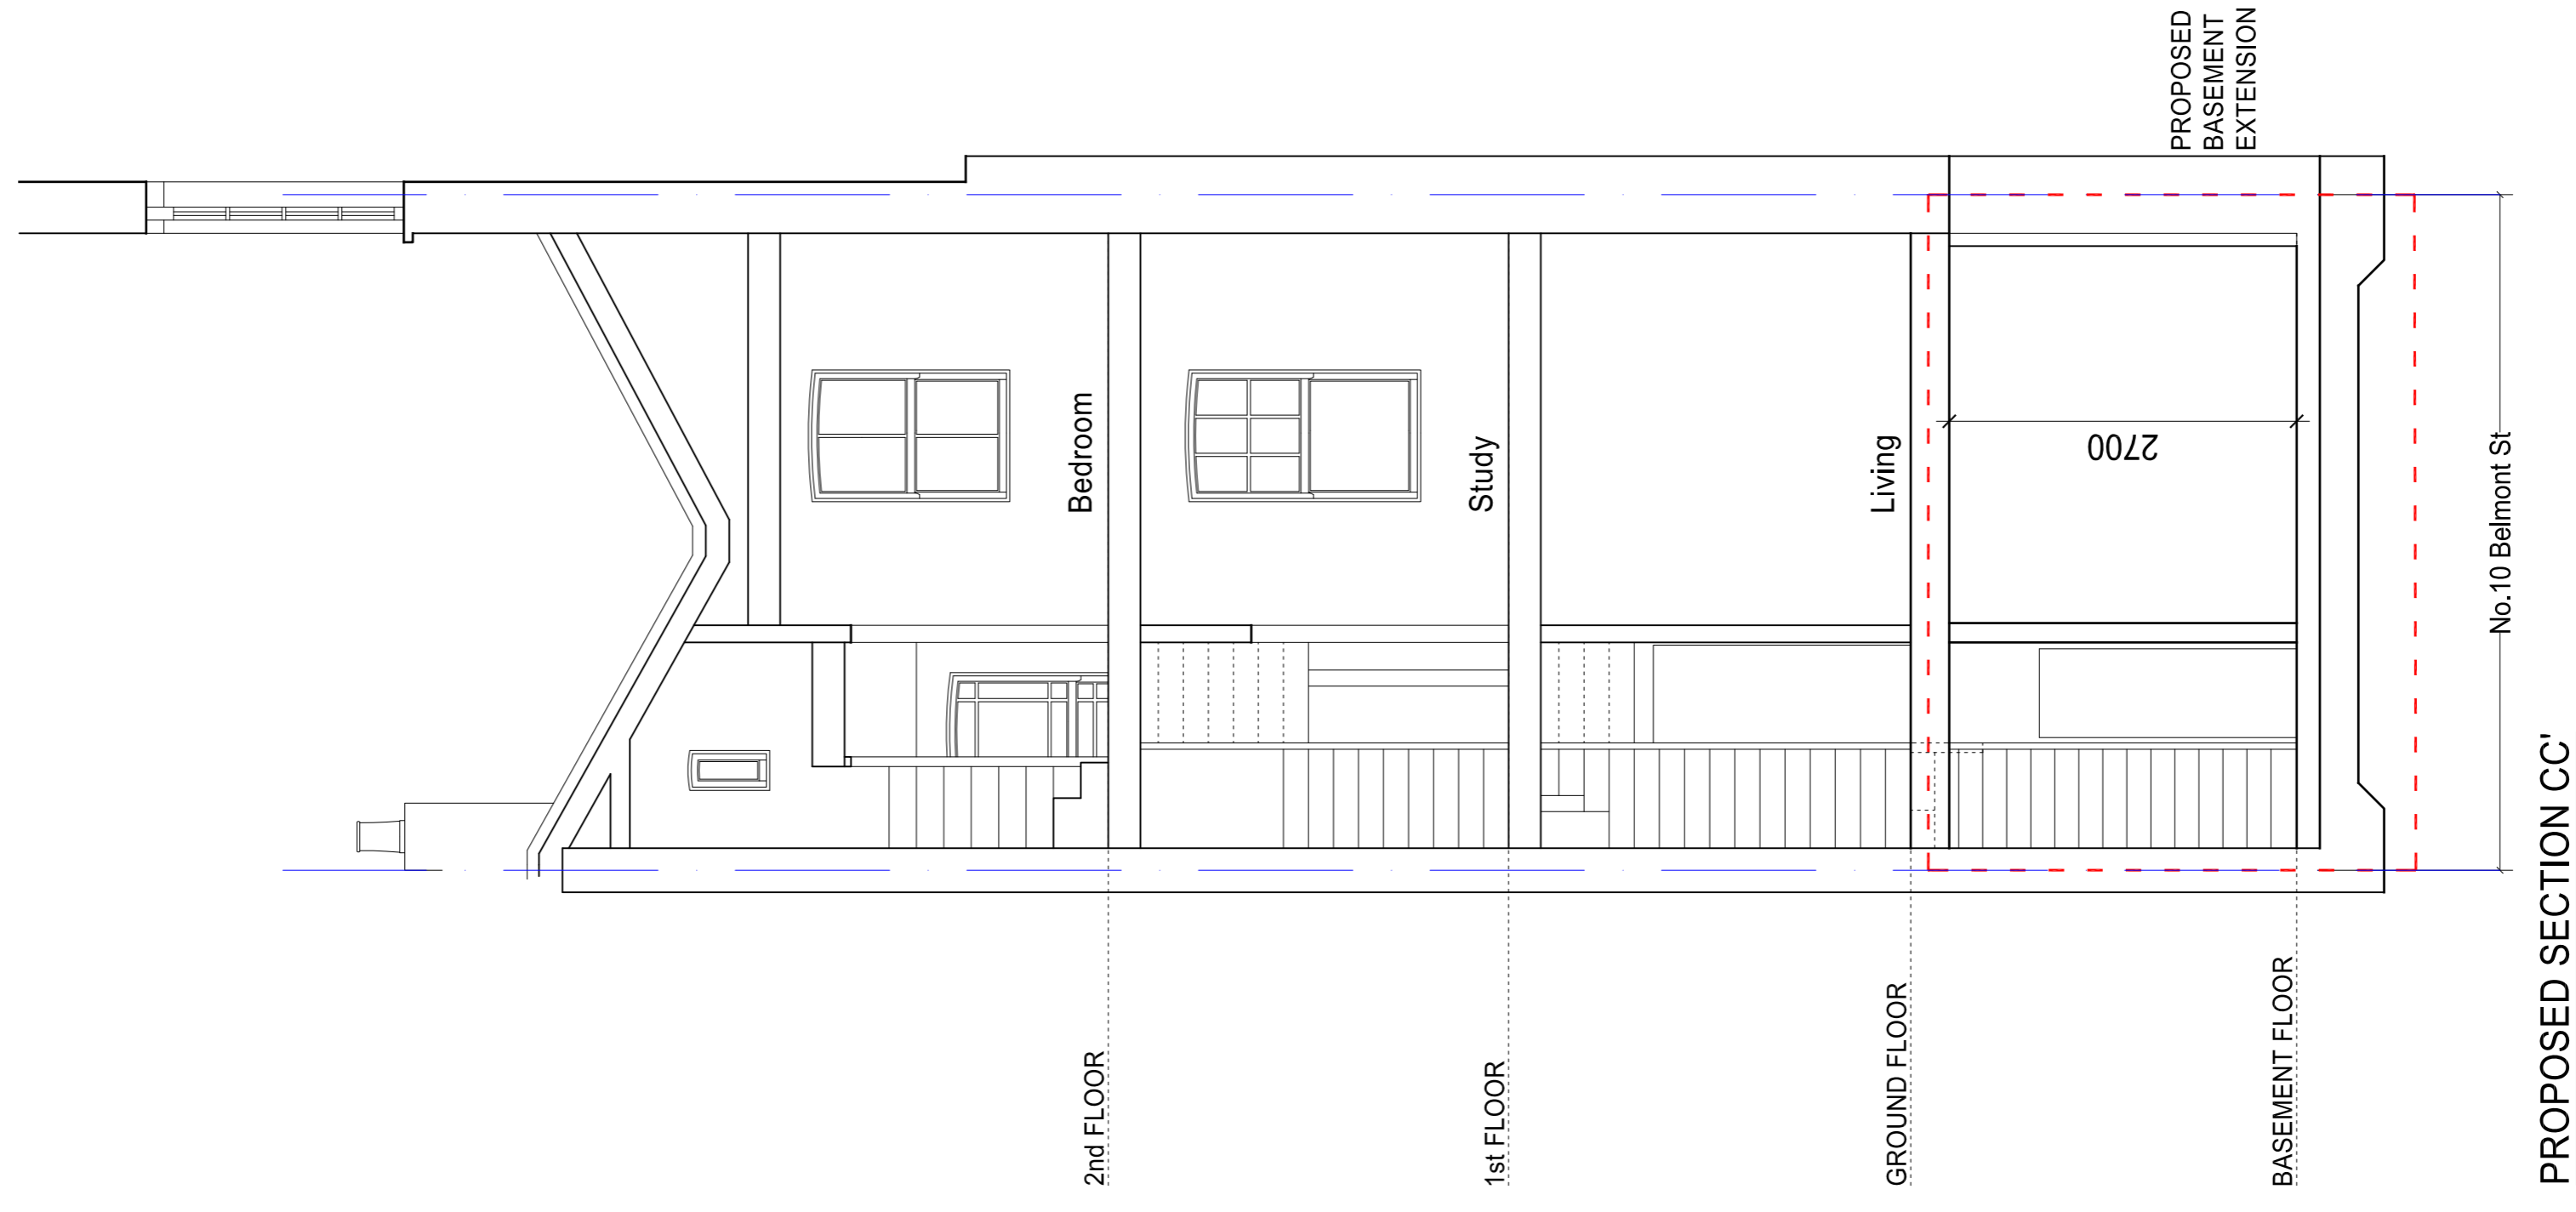 PROPOSED
BASEMENT
EXTENSION
Bedroom
2nd FLOOR
Study
1st FLOOR
Living
GROUND FLOOR
2700
BASEMENT FLOOR
No.10 Belmont St
PROPOSED SECTION CC'